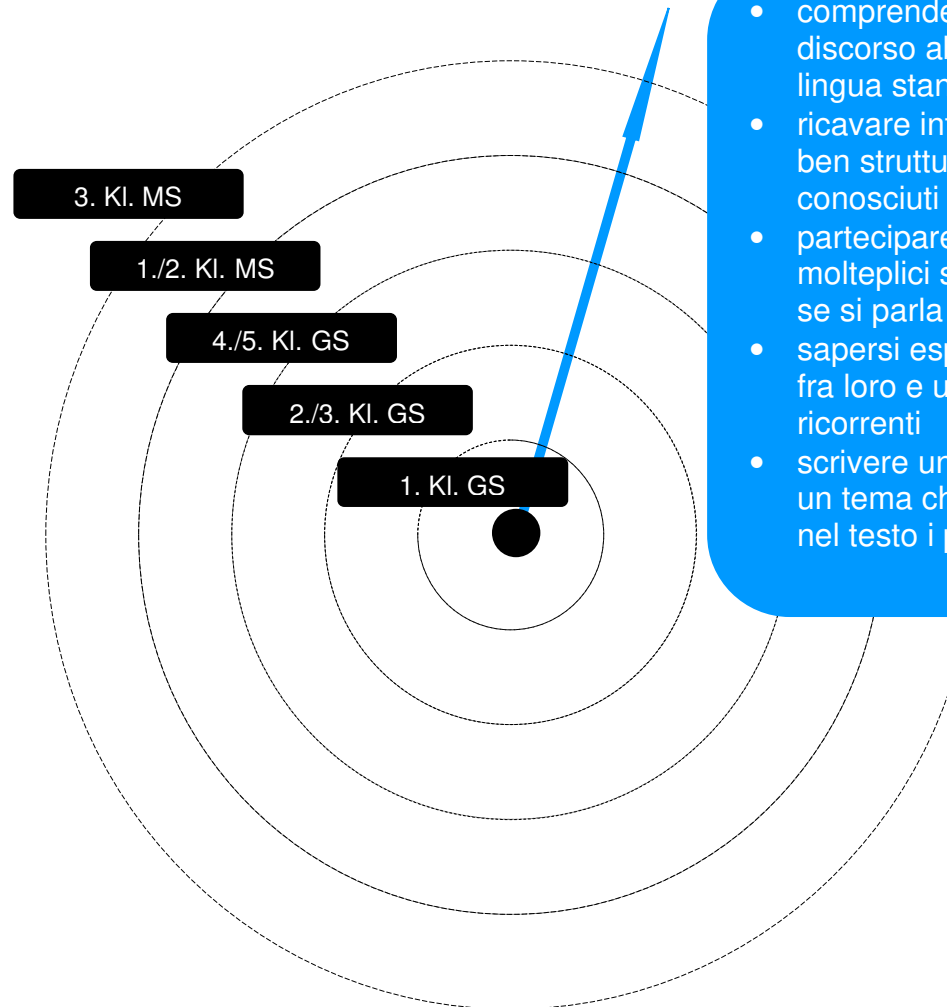 3. Kl. MS
1./2. Kl. MS
4./5. Kl. GS
2./3. Kl. GS
1. Kl. GS
• comprende
discorso al
lingua stan
• ricavare in
ben struttu
conosciuti
• partecipare
molteplici s
se si parla
• sapersi esp
fra loro e u
ricorrenti
• scrivere un
un tema ch
nel testo i p